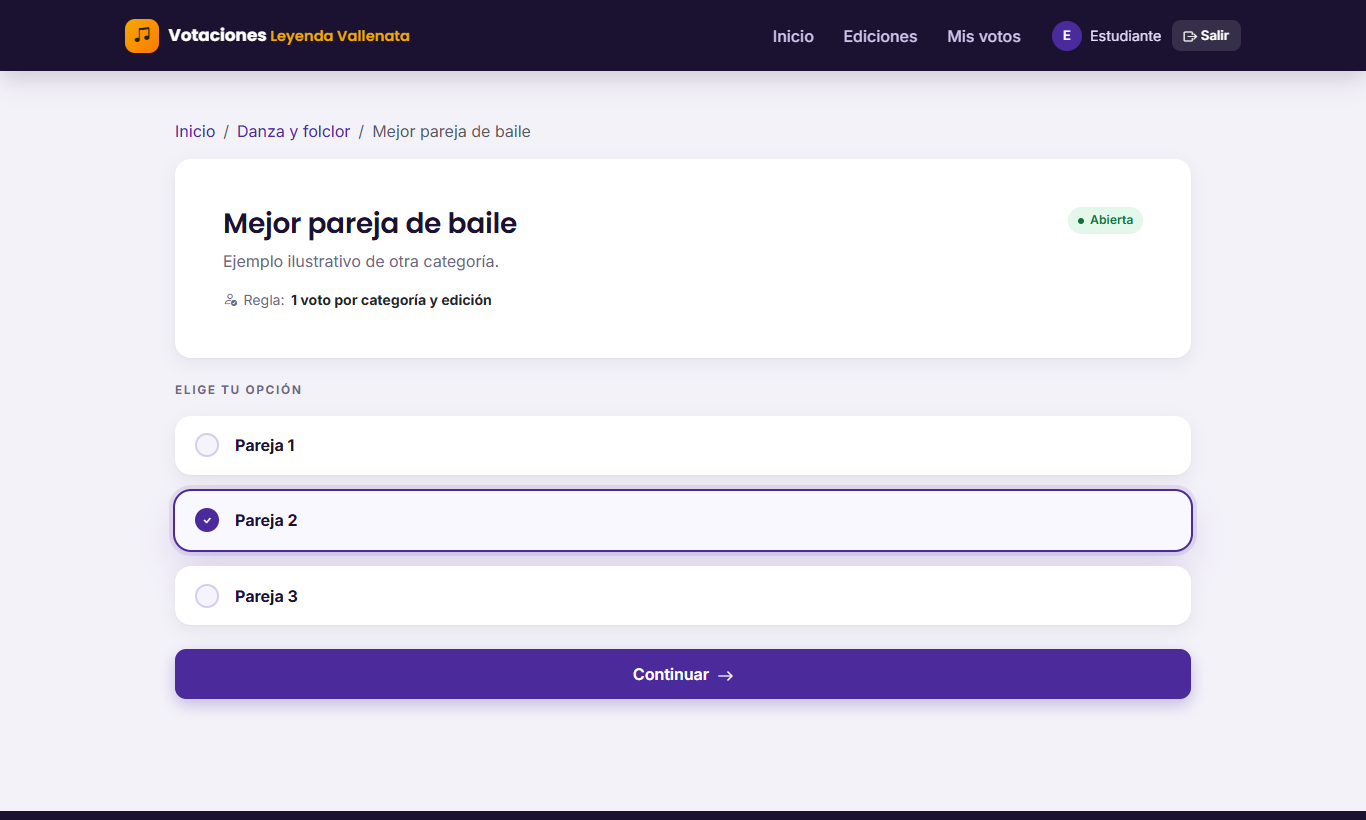 Votaciones Leyenda Vallenata
Inicio
Ediciones
Mis votos
E
Estudiante
Salir
Inicio / Danza y folclor / Mejor pareja de baile
Mejor pareja de baile
Abierta
Ejemplo ilustrativo de otra categoría.
Regla: 1 voto por categoría y edición
ELIGE TU OPCIÓN
Pareja 1
Pareja 2
Pareja 3
Continuar →